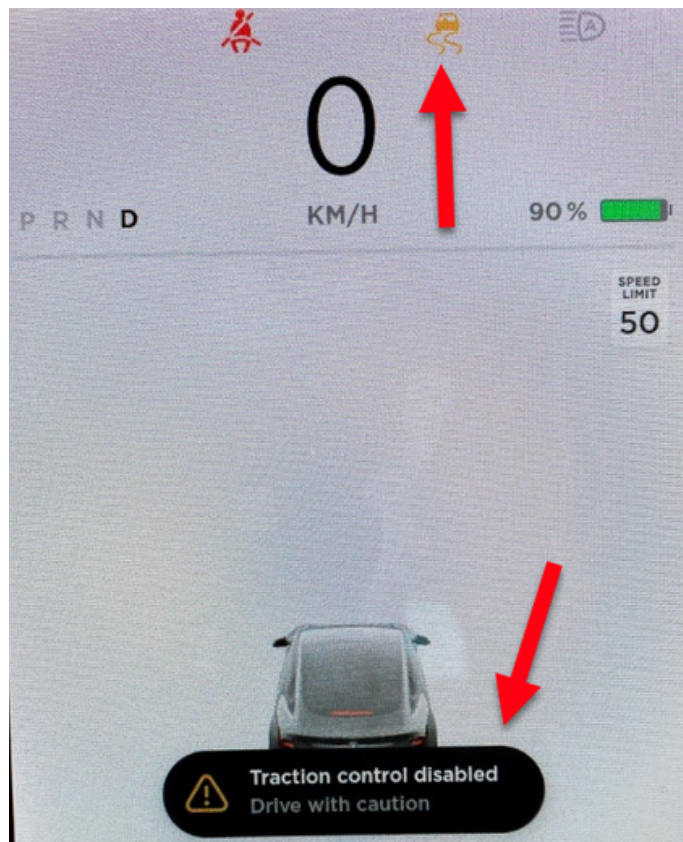 0
KM/H
P R N D
90 %
SPEED
LIMIT
50
A
Traction control disabled
Drive with caution